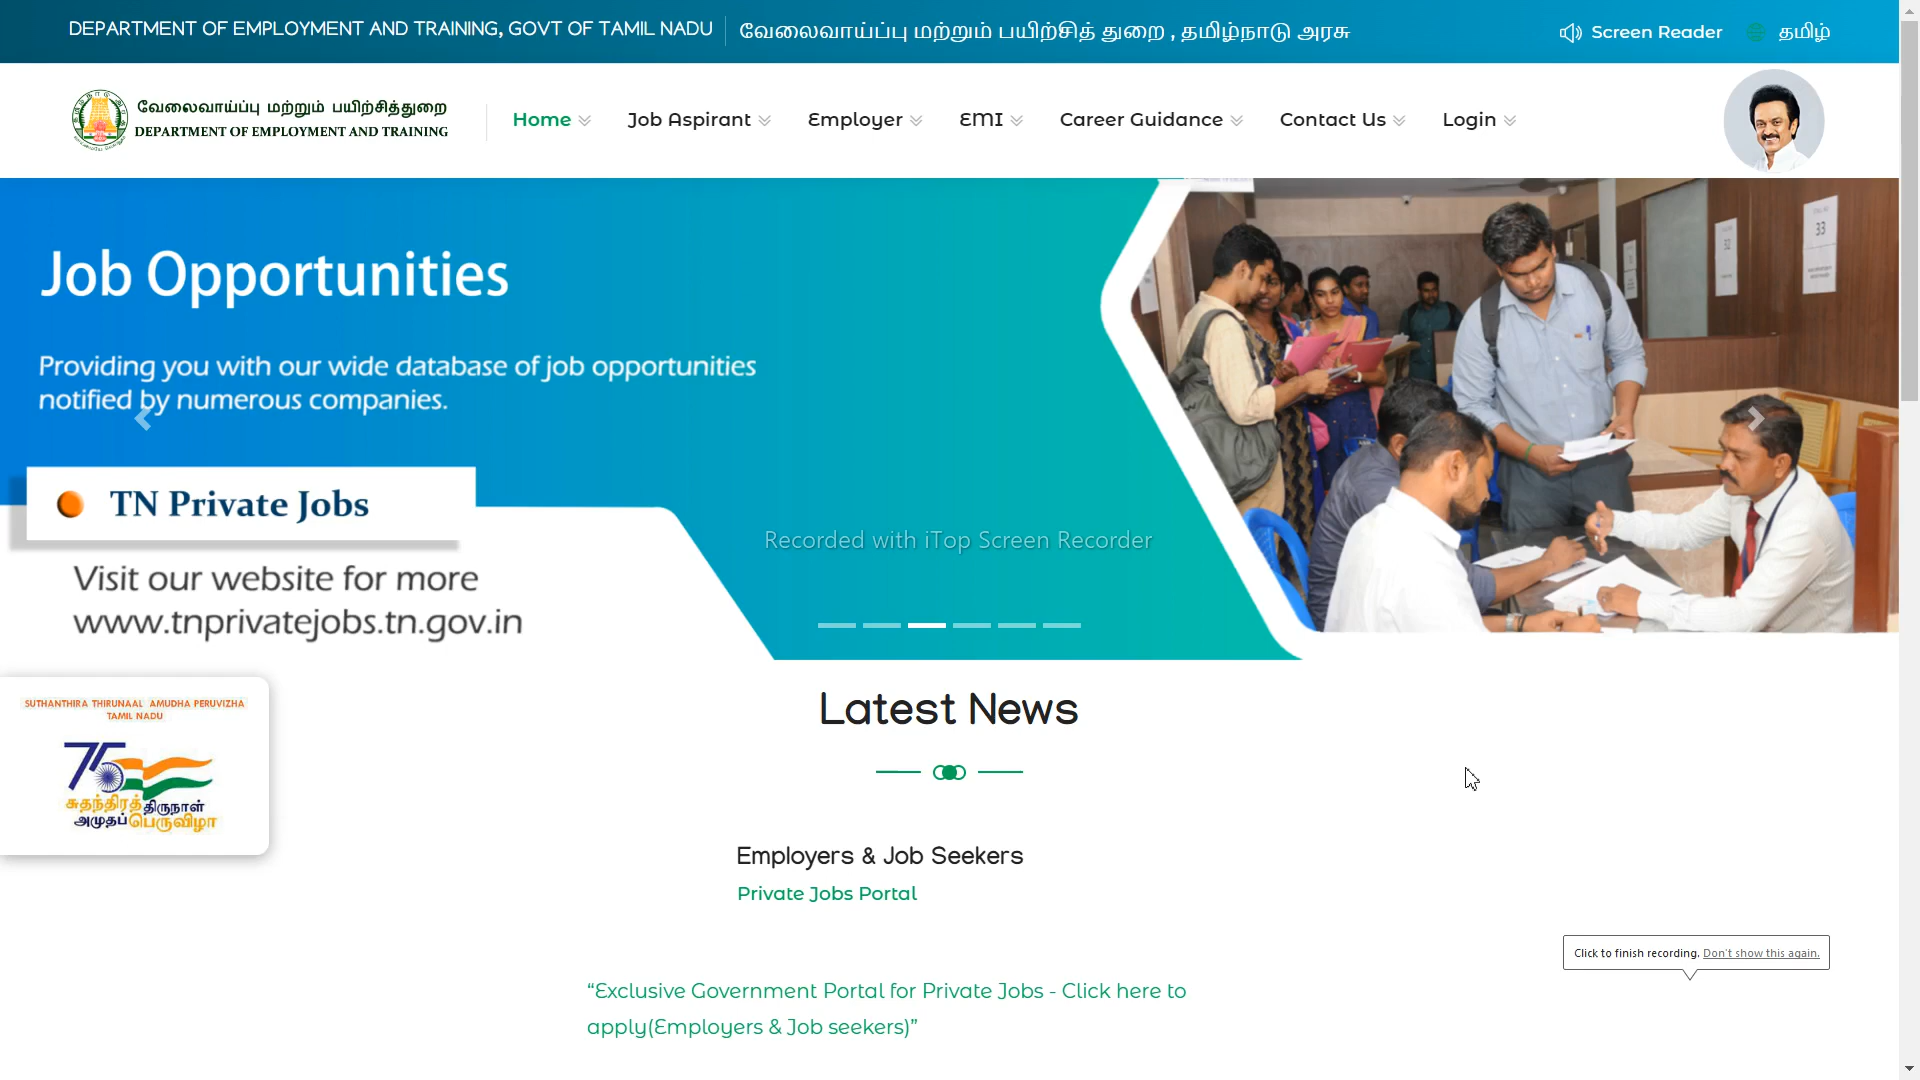 DEPARTMENT OF EMPLOYMENT AND TRAINING, GOVT OF TAMIL NADU
வேலைவாய்ப்பு மற்றும் பயிற்சித் துறை , தமிழ்நாடு அரசு
Screen Reader
தமிழ்
வேலைவாய்ப்பு மற்றும் பயிற்சித்துறை
DEPARTMENT OF EMPLOYMENT AND TRAINING
Home
Job Aspirant
Employer
EMI
Career Guidance
Contact Us
Login
Job Opportunities
Providing you with our wide database of job opportunities
notified by numerous companies.
TN Private Jobs
Visit our website for more
www.tnprivatejobs.tn.gov.in
32
33
Recorded with iTop Screen Recorder
SUTHANTHIRA THIRUNAAL AMUDHA PERUVIZHA
TAMIL NADU
75
சுதந்திரத்திருநாள்
அமுதப்பெருவிழா
Latest News
Employers & Job Seekers
Private Jobs Portal
“Exclusive Government Portal for Private Jobs - Click here to
apply(Employers & Job seekers)”
Click to finish recording. Don't show this again.